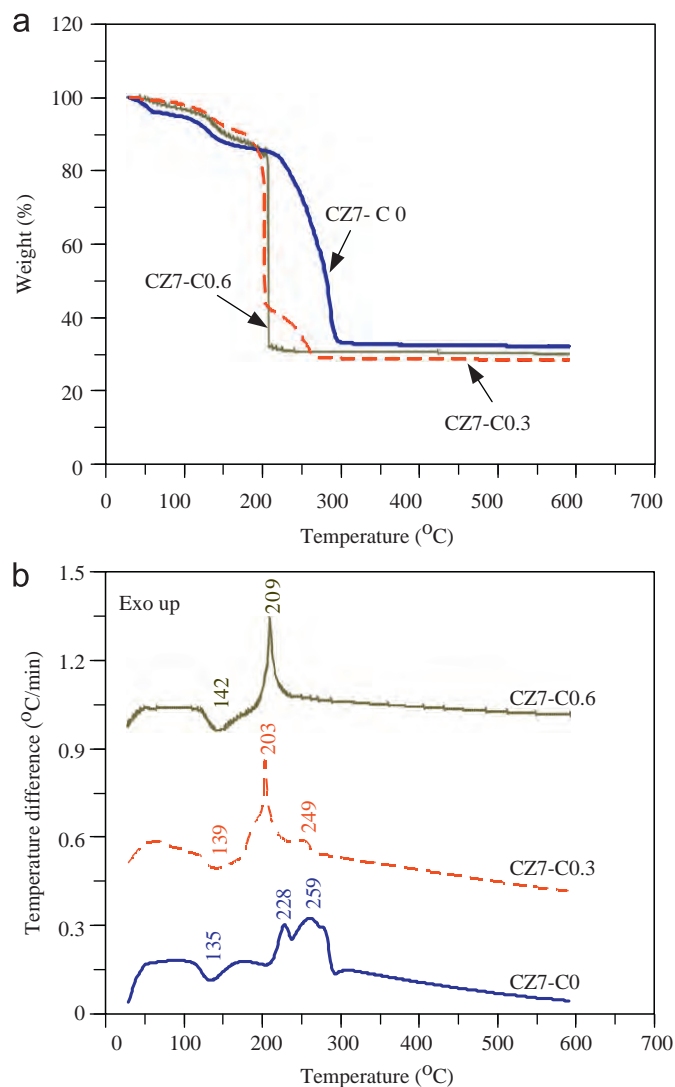 a
120
100
80
60
40
20
0
Weight (%)
CZ7- C 0
CZ7-C0.6
CZ7-C0.3
0 100 200 300 400 500 600 700
Temperature (°C)
b
1.5
1.2
0.9
0.6
0.3
0
Temperature difference (°C/min)
Exo up
209
142
CZ7-C0.6
203
139
249
CZ7-C0.3
228
259
135
CZ7-C0
0 100 200 300 400 500 600 700
Temperature (°C)